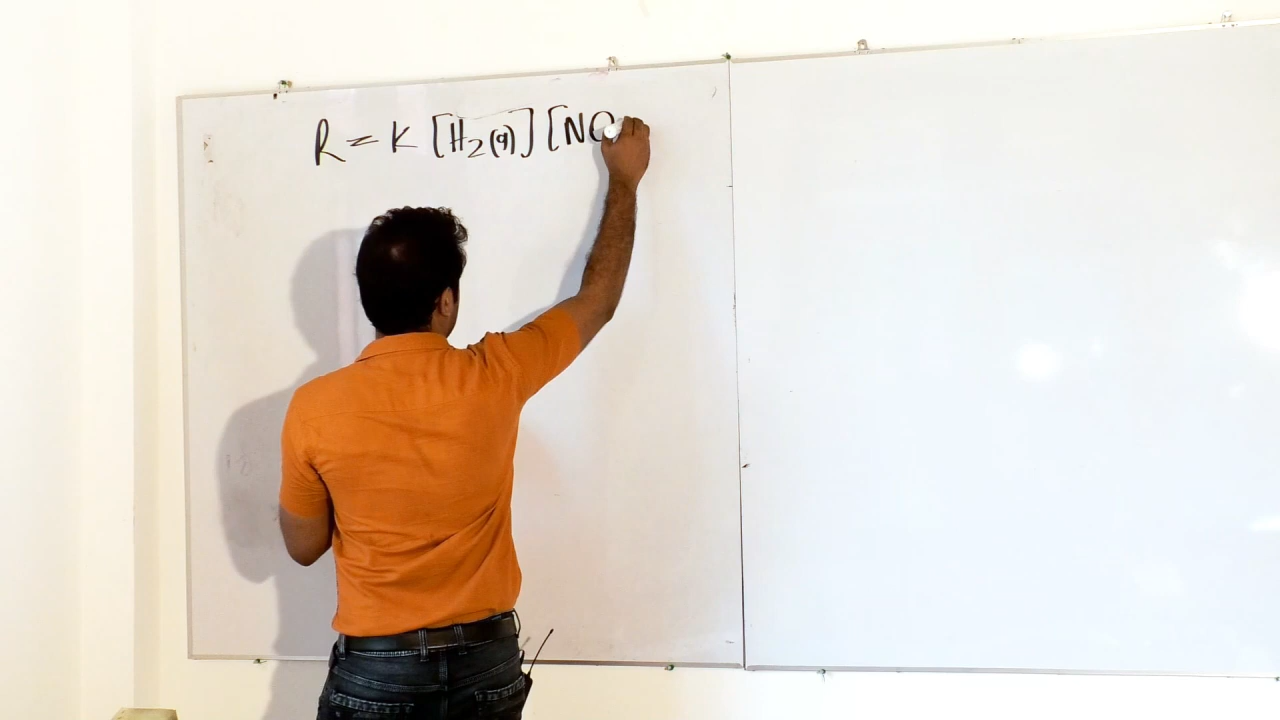 R = K [H₂(g)] [NO